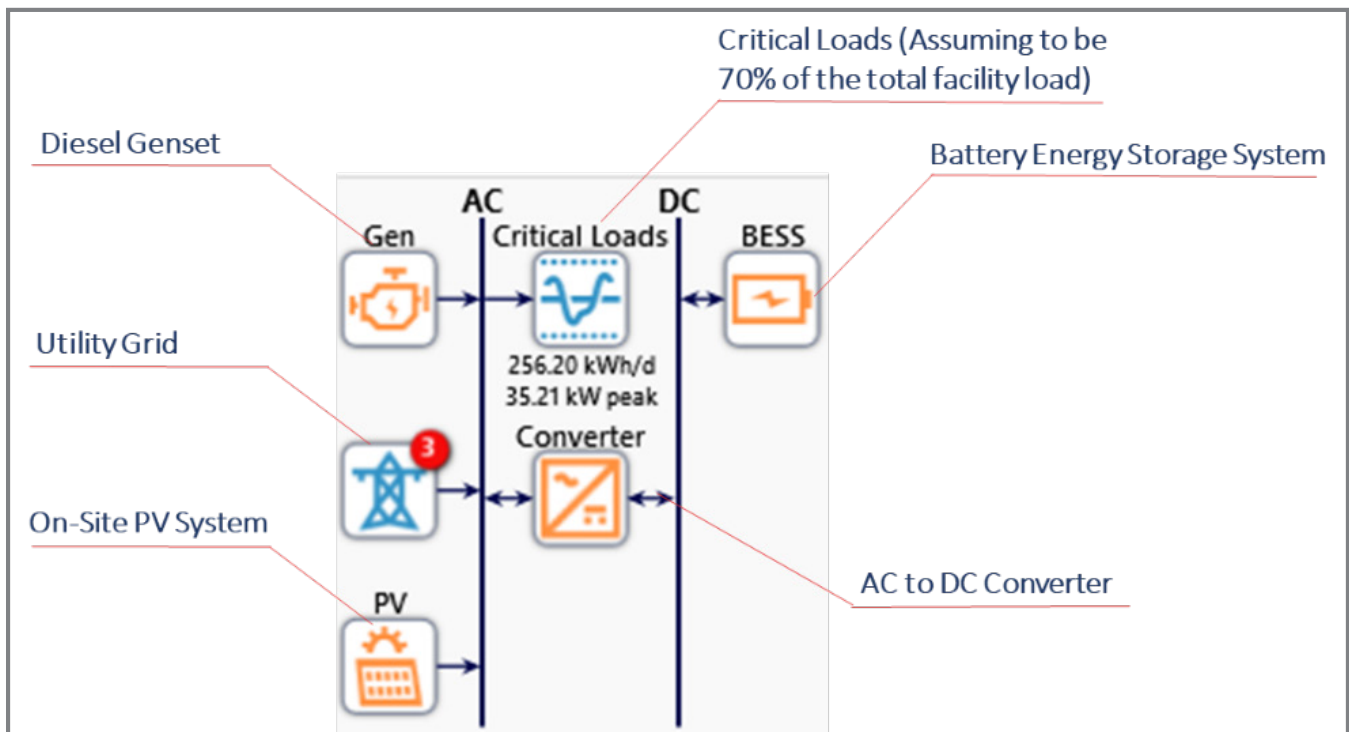 Critical Loads (Assuming to be
70% of the total facility load)
Diesel Genset
Battery Energy Storage System
AC
DC
Gen
Critical Loads
BESS
256.20 kWh/d
35.21 kW peak
Utility Grid
3
Converter
On-Site PV System
AC to DC Converter
PV